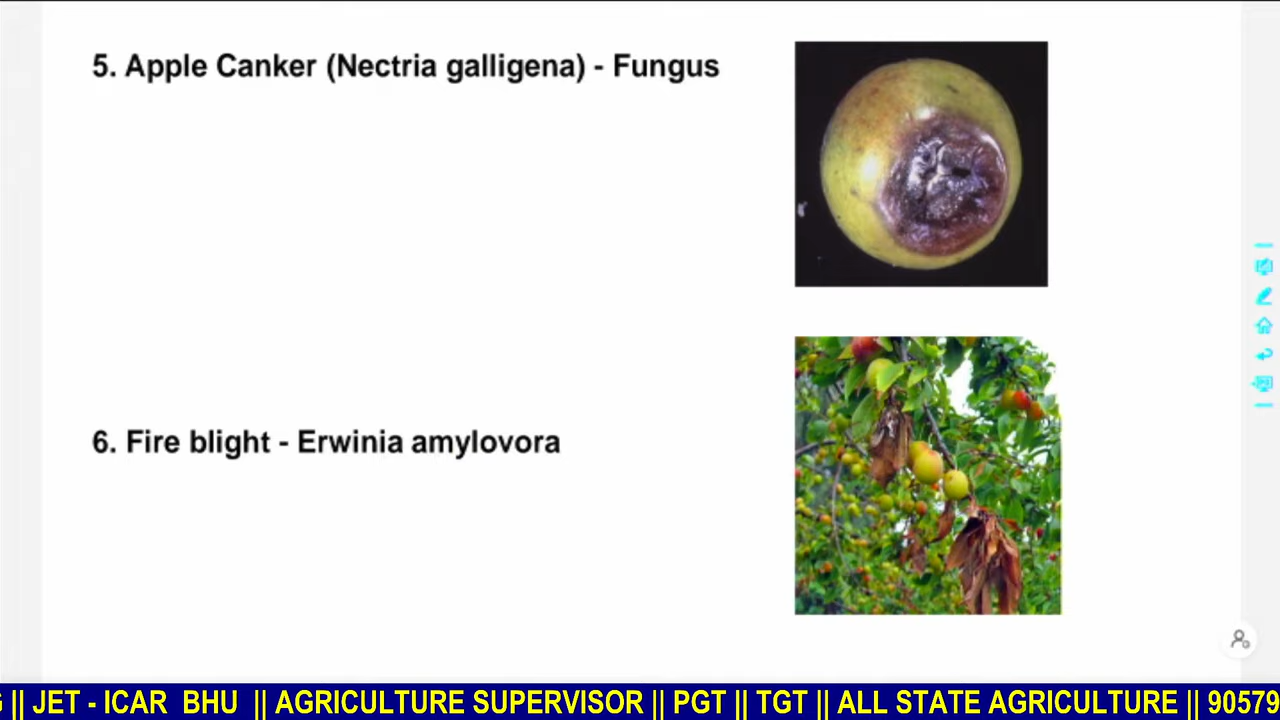 5. Apple Canker (Nectria galligena) - Fungus
6. Fire blight - Erwinia amylovora
|| JET - ICAR BHU || AGRICULTURE SUPERVISOR || PGT || TGT || ALL STATE AGRICULTURE || 90579